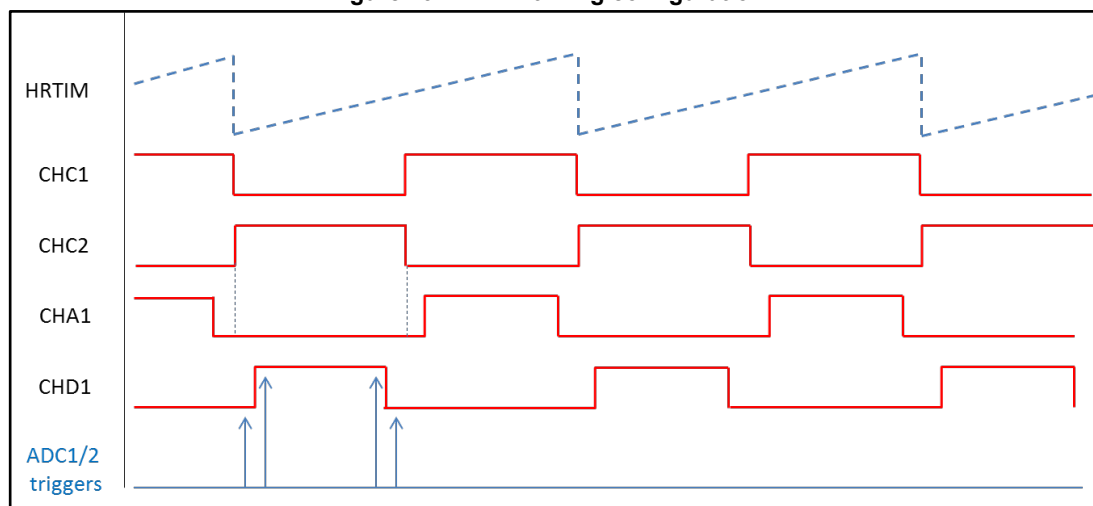 HRTIM
CHC1
CHC2
CHA1
CHD1
ADC1/2
triggers